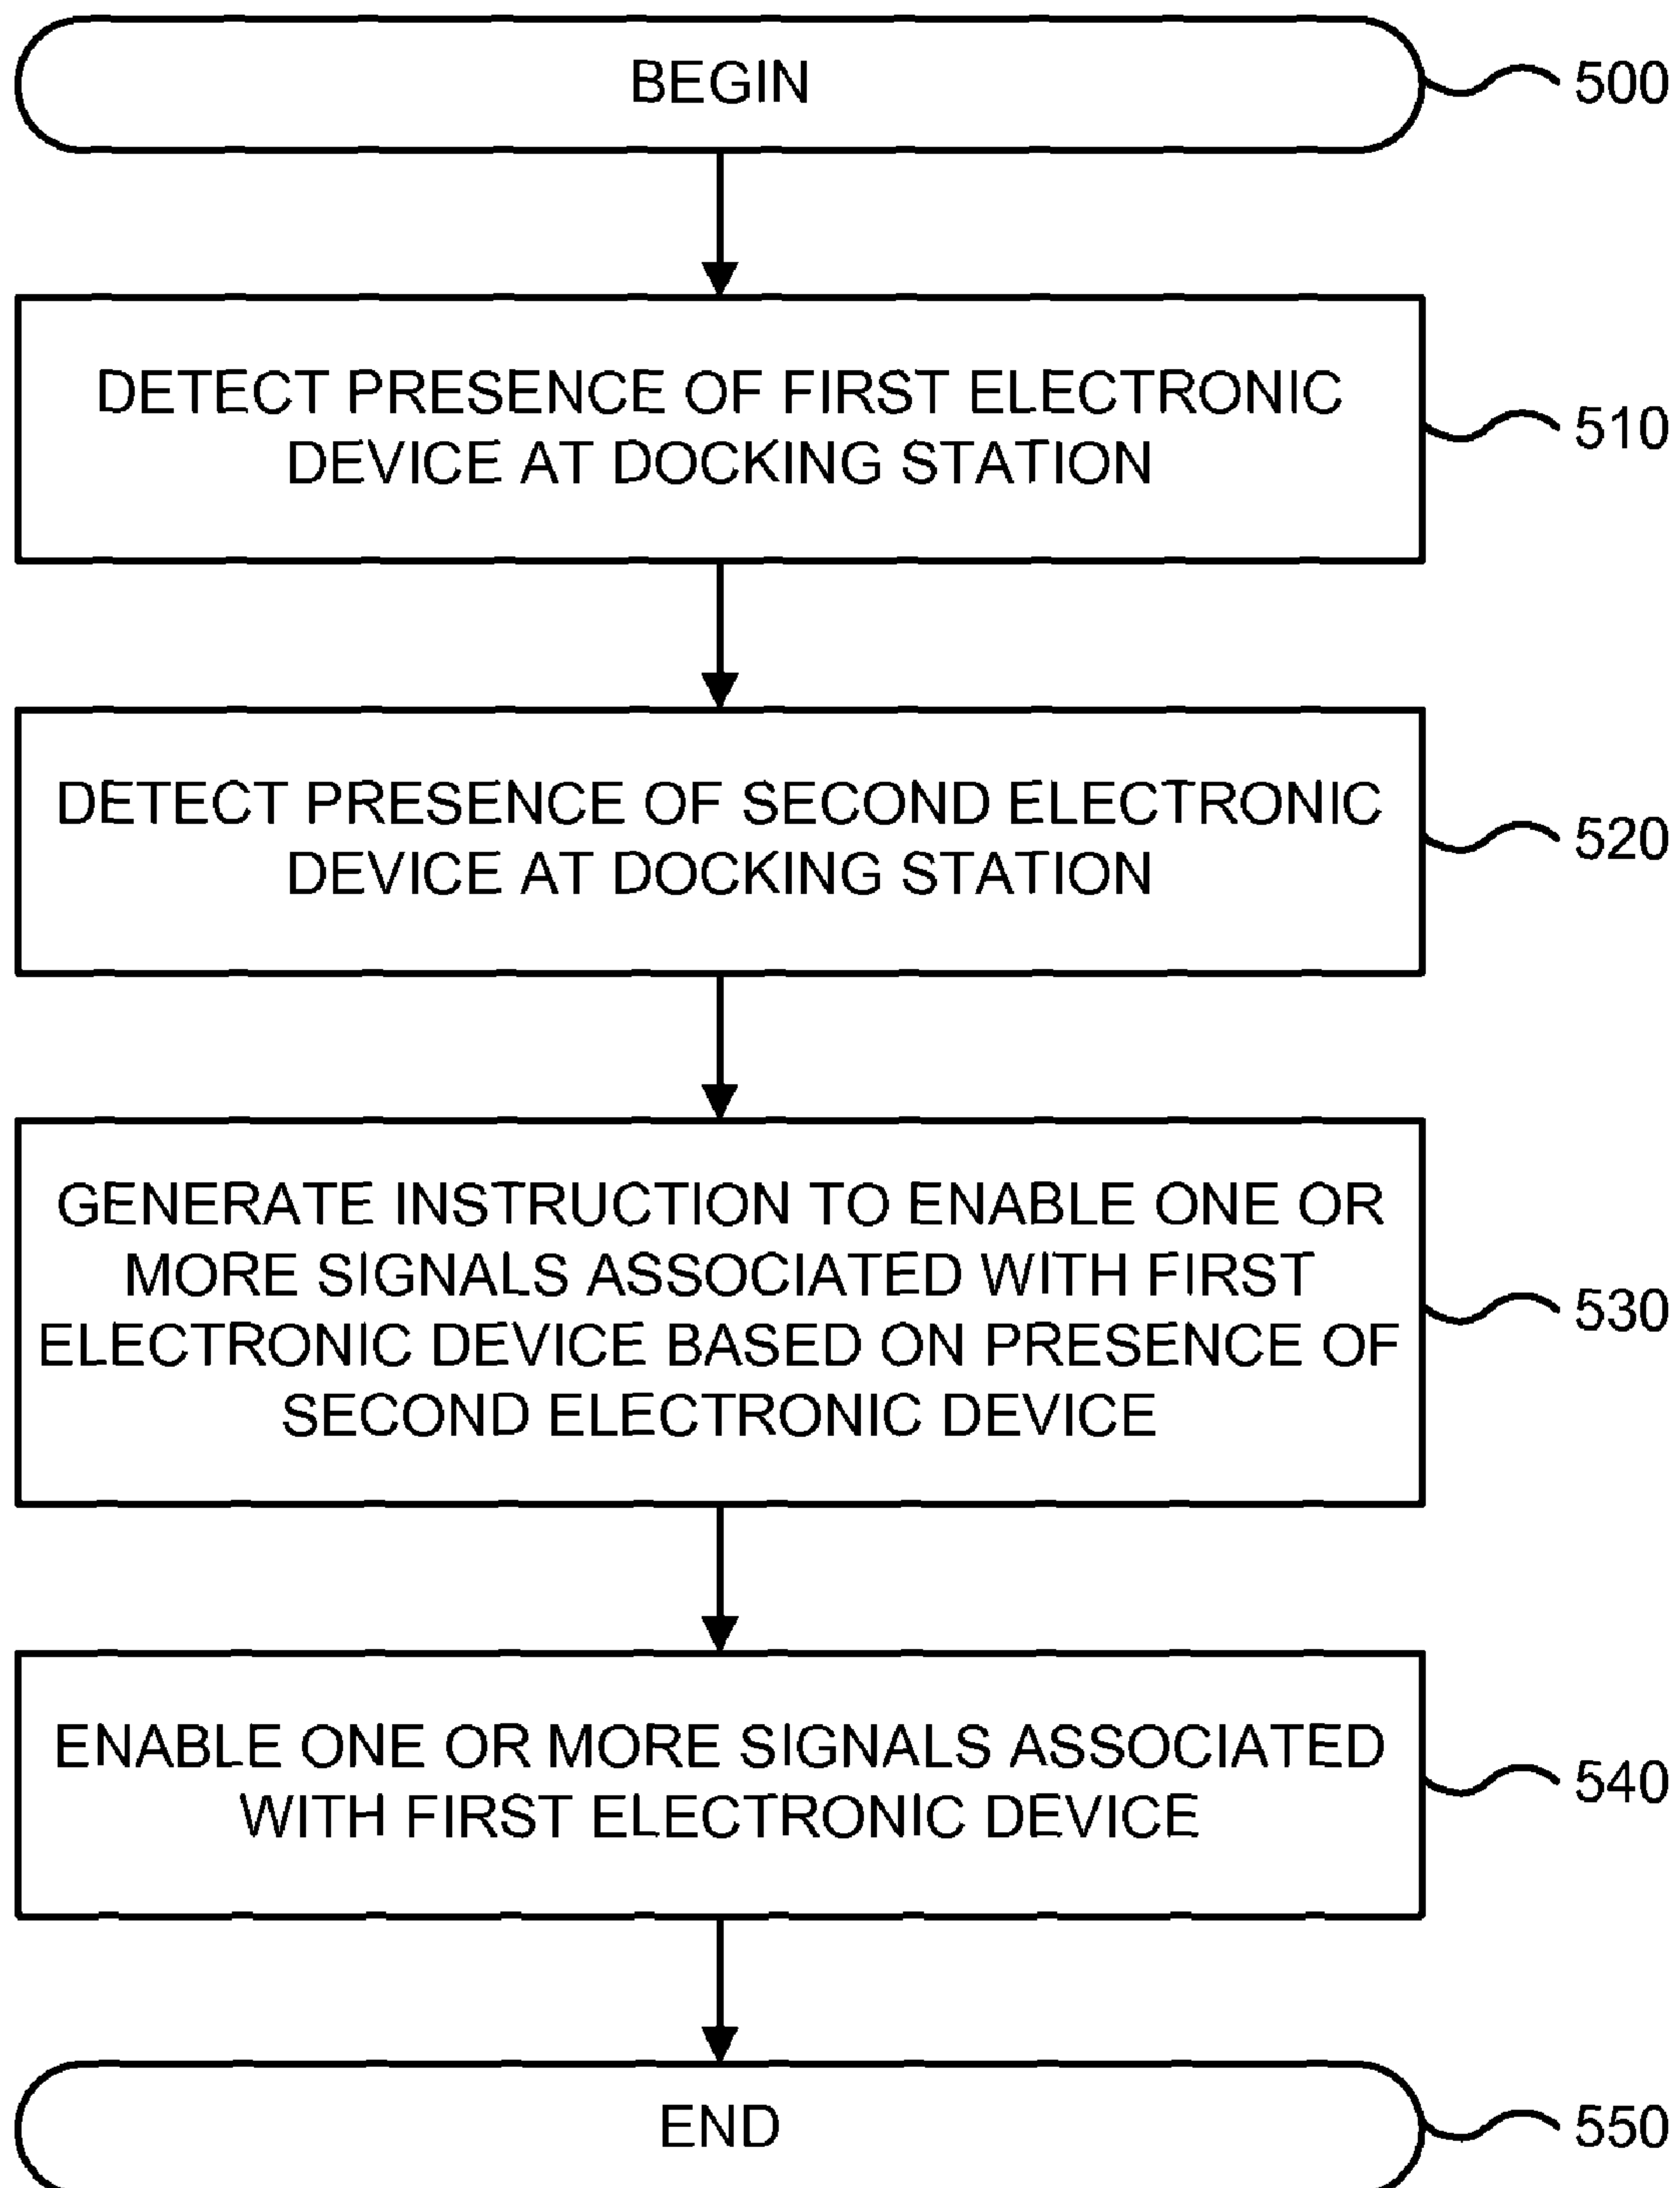 BEGIN
500
DETECT PRESENCE OF FIRST ELECTRONIC
DEVICE AT DOCKING STATION
510
DETECT PRESENCE OF SECOND ELECTRONIC
DEVICE AT DOCKING STATION
520
GENERATE INSTRUCTION TO ENABLE ONE OR
MORE SIGNALS ASSOCIATED WITH FIRST
ELECTRONIC DEVICE BASED ON PRESENCE OF
SECOND ELECTRONIC DEVICE
530
ENABLE ONE OR MORE SIGNALS ASSOCIATED
WITH FIRST ELECTRONIC DEVICE
540
END
550